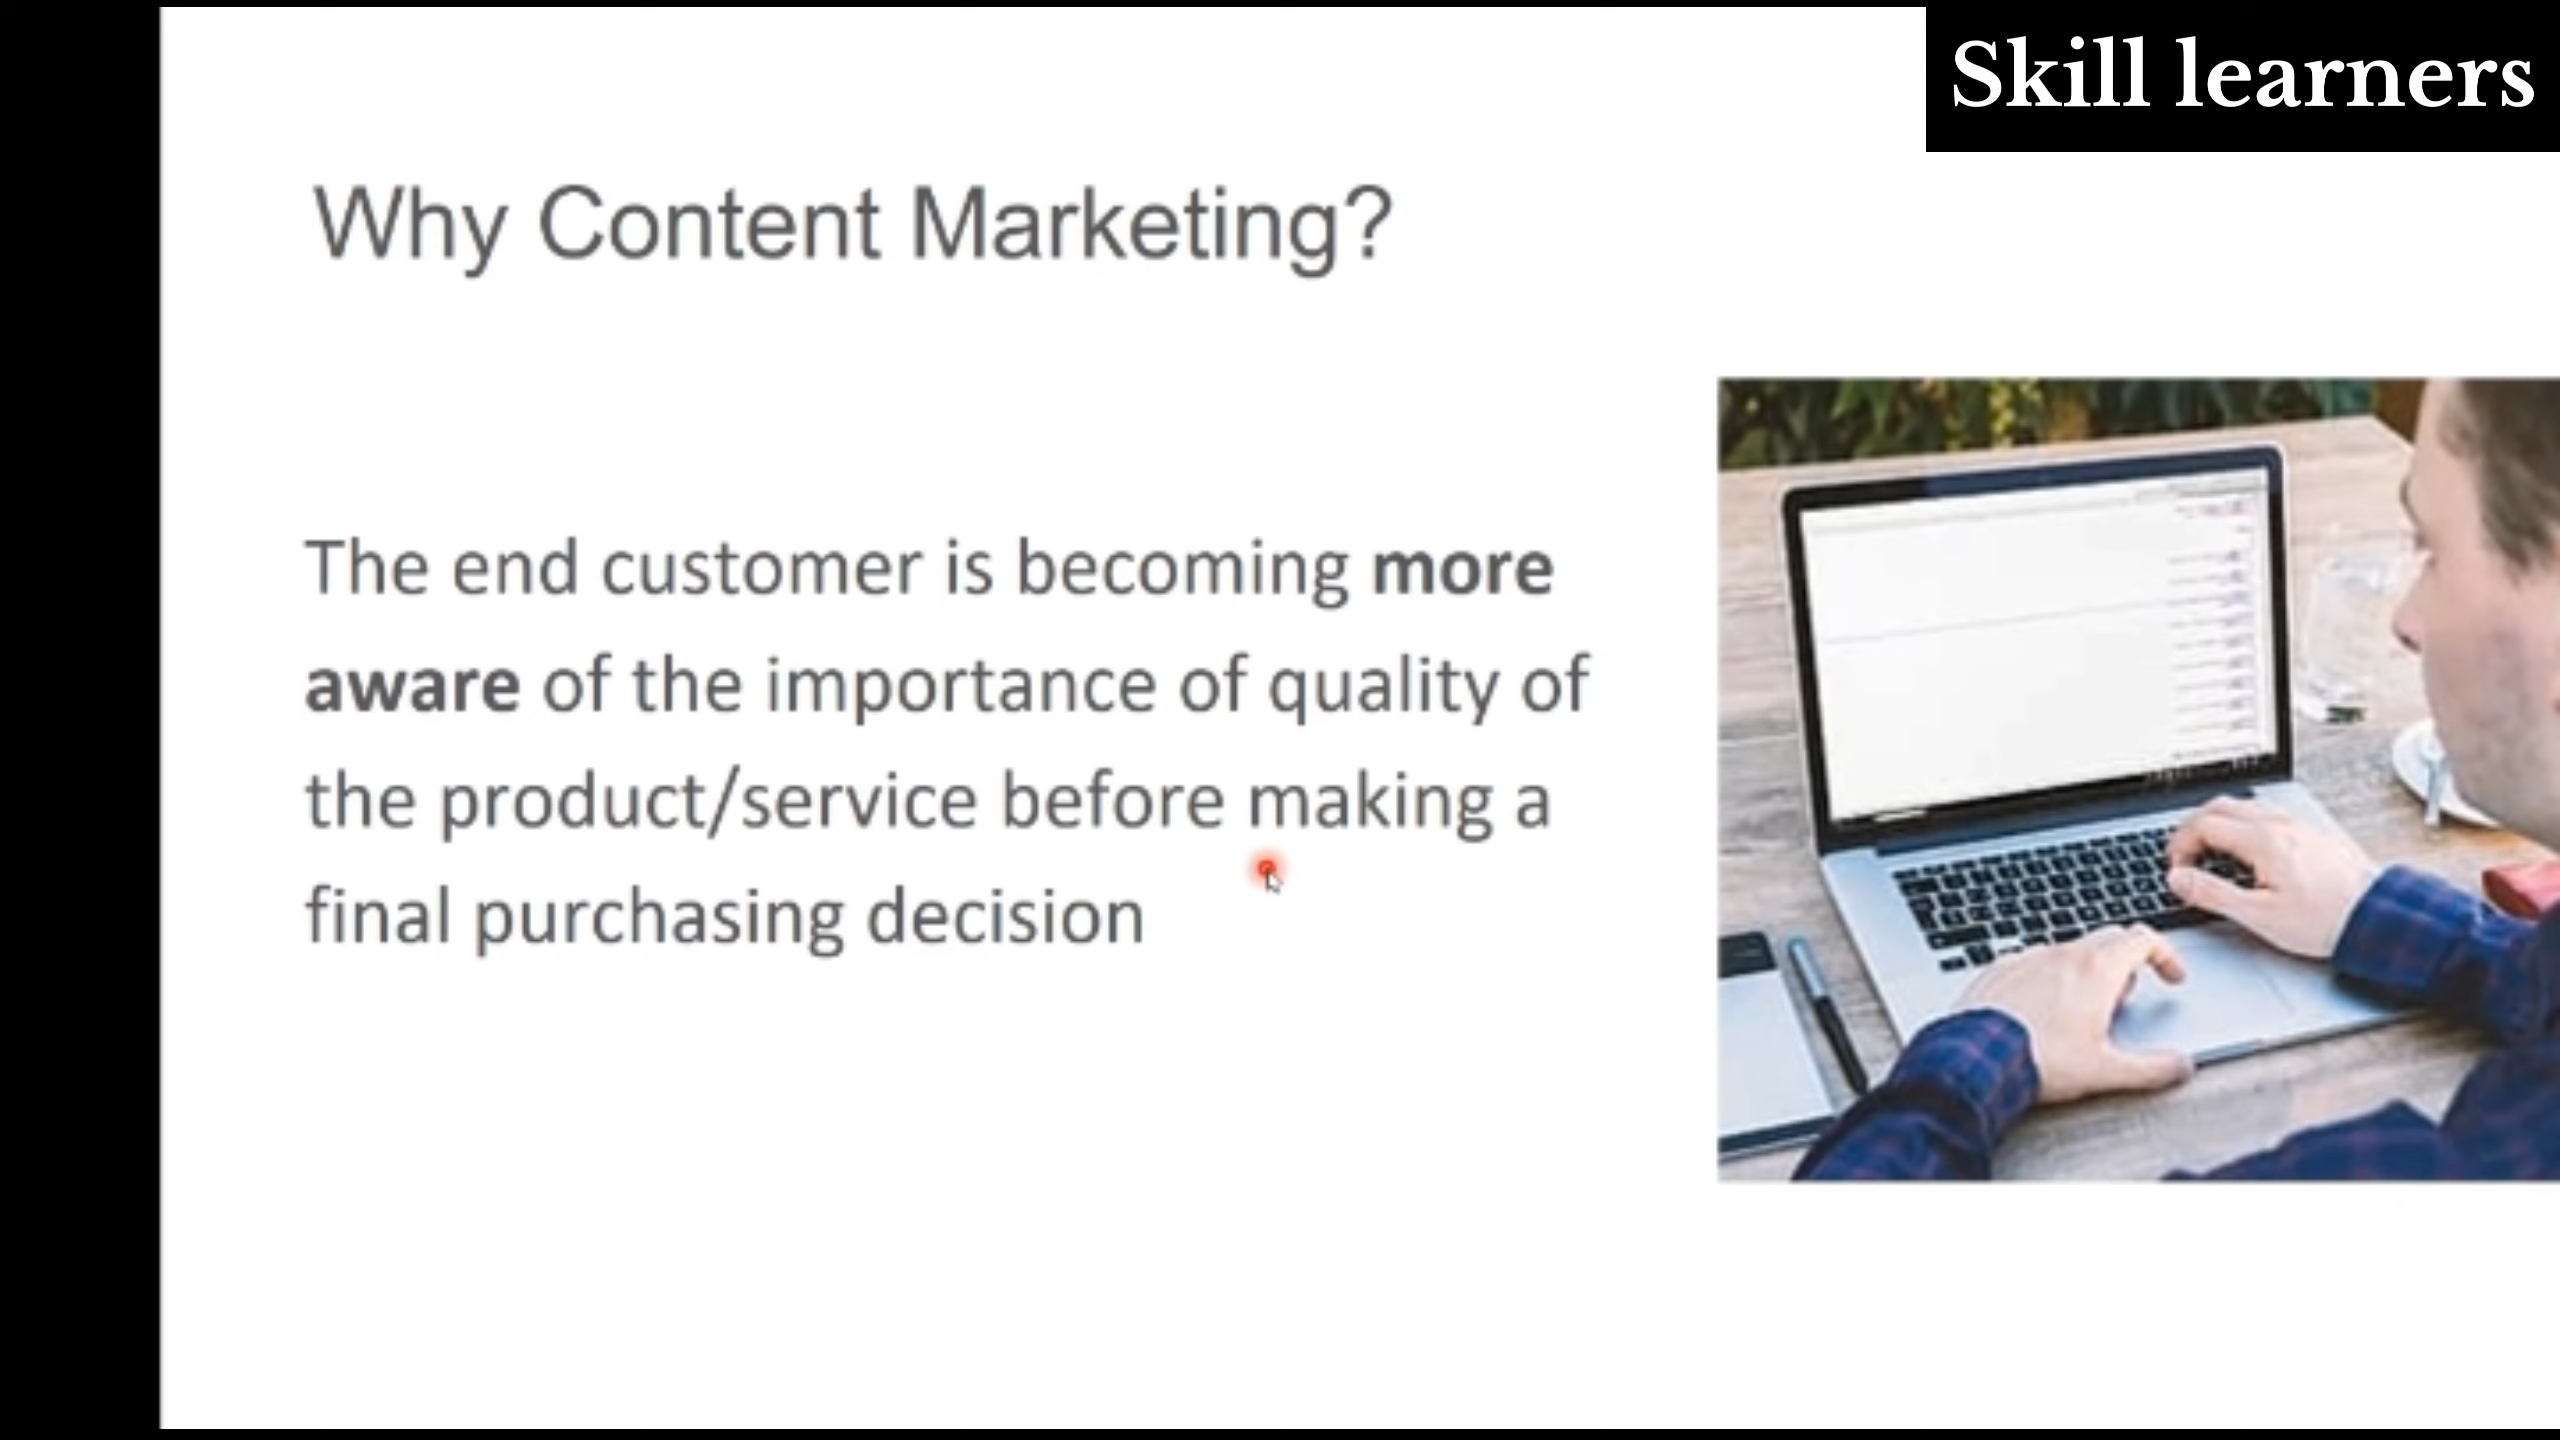 Skill learners
Why Content Marketing?
The end customer is becoming more
aware of the importance of quality of
the product/service before making a
final purchasing decision